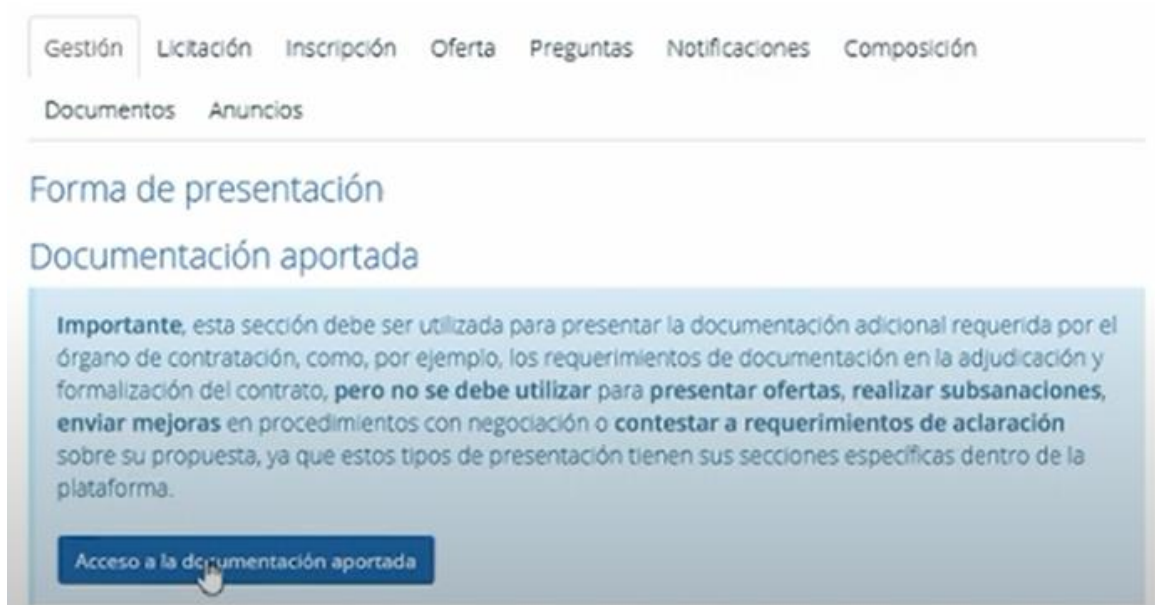 Gestión Licitación Inscripción Oferta Preguntas Notificaciones Composición
Documentos Anuncios
Forma de presentación
Documentación aportada
Importante, esta sección debe ser utilizada para presentar la documentación adicional requerida por el
órgano de contratación, como, por ejemplo, los requerimientos de documentación en la adjudicación y
formalización del contrato, pero no se debe utilizar para presentar ofertas, realizar subsanaciones,
enviar mejoras en procedimientos con negociación o contestar a requerimientos de aclaración
sobre su propuesta, ya que estos tipos de presentación tienen sus secciones específicas dentro de la
plataforma.
Acceso a la documentación aportada